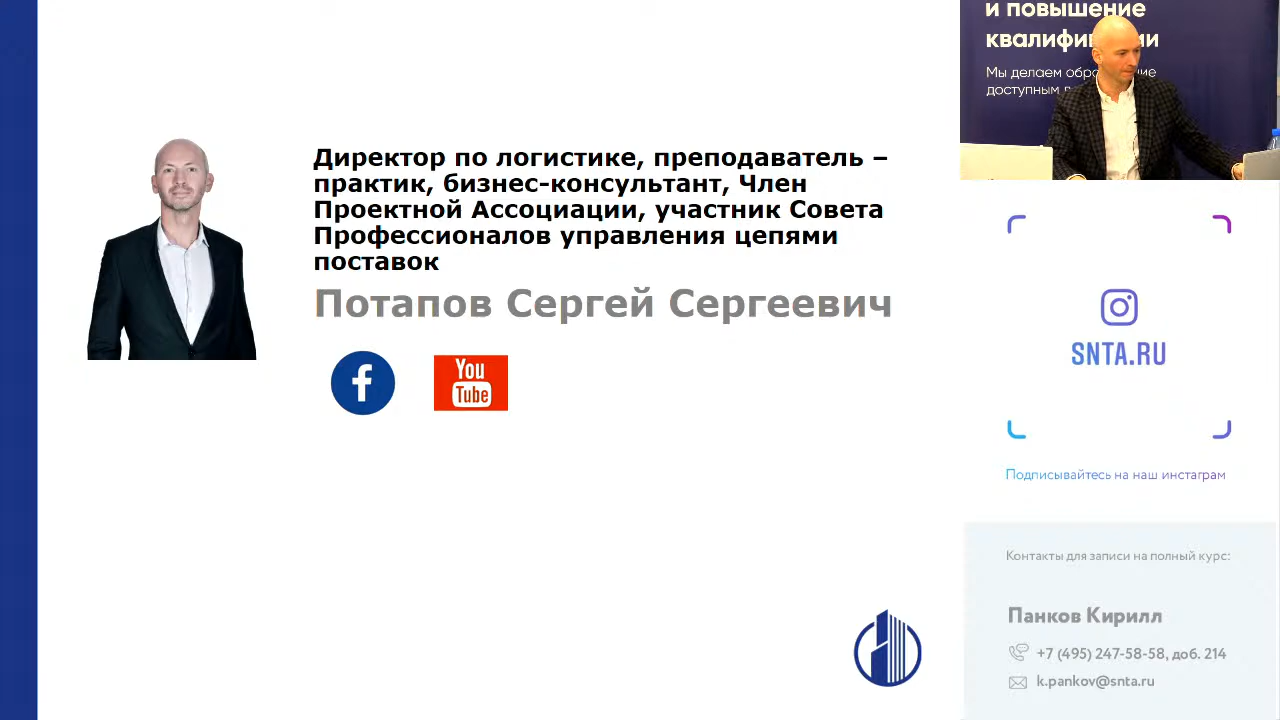 Директор по логистике, преподаватель –
практик, бизнес-консультант, Член
Проектной Ассоциации, участник Совета
Профессионалов управления цепями
поставок
Потапов Сергей Сергеевич
f
You
Tube
и повышение
Мы делаем
доступным
SNTA.RU
Подписывайтесь на наш инстаграм
Контакты для записи на полный курс:
Панков Кирилл
+7 (495) 247-58-58, доб. 214
k.pankov@snta.ru